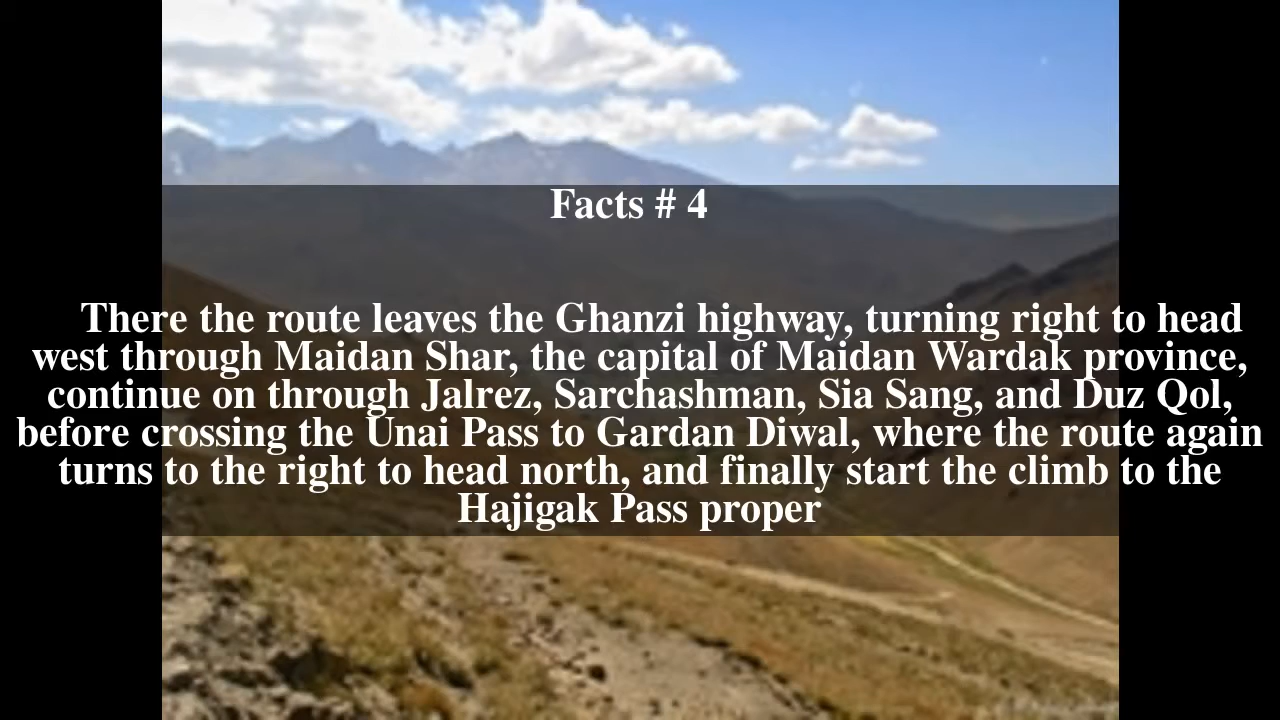 Facts # 4
There the route leaves the Ghanzi highway, turning right to head
west through Maidan Shar, the capital of Maidan Wardak province,
continue on through Jalrez, Sarchashman, Sia Sang, and Duz Qol,
before crossing the Unai Pass to Gardan Diwal, where the route again
turns to the right to head north, and finally start the climb to the
Hajigak Pass proper